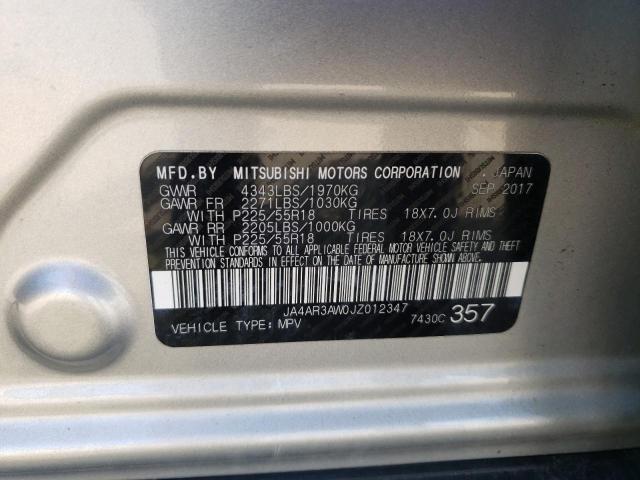 MFD.BY MITSUBISHI MOTORS CORPORATION , JAPAN
GVWR 4343LBS/1970KG SEP 2017
GAWR FR 2271LBS/1030KG
WITH P225/55R18 TIRES 18X7.0J RIMS
GAWR RR 2205LBS/1000KG
WITH P225/55R18 TIRES 18X7.0J RIMS
THIS VEHICLE CONFORMS TO ALL APPLICABLE FEDERAL MOTOR VEHICLE SAFETY AND THEFT
PREVENTION STANDARDS IN EFFECT ON THE DATE OF MANUFACTURE SHOWN ABOVE.
JA4AR3AW0JZ012347
VEHICLE TYPE: MPV 7430C 357